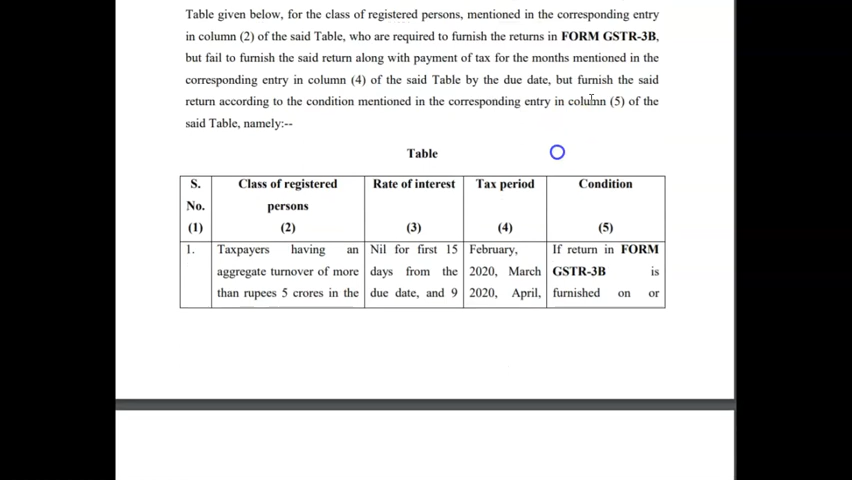 Table given below, for the class of registered persons, mentioned in the corresponding entry
in column (2) of the said Table, who are required to furnish the returns in FORM GSTR-3B,
but fail to furnish the said return along with payment of tax for the months mentioned in the
corresponding entry in column (4) of the said Table by the due date, but furnish the said
return according to the condition mentioned in the corresponding entry in column (5) of the
said Table, namely:--
Table
S. No. (1)
Class of registered persons (2)
Rate of interest (3)
Tax period (4)
Condition (5)
1.
Taxpayers having an
aggregate turnover of more
than rupees 5 crores in the
Nil for first 15
days from the
due date, and 9
February,
2020, March
2020, April,
If return in FORM
GSTR-3B is
furnished on or